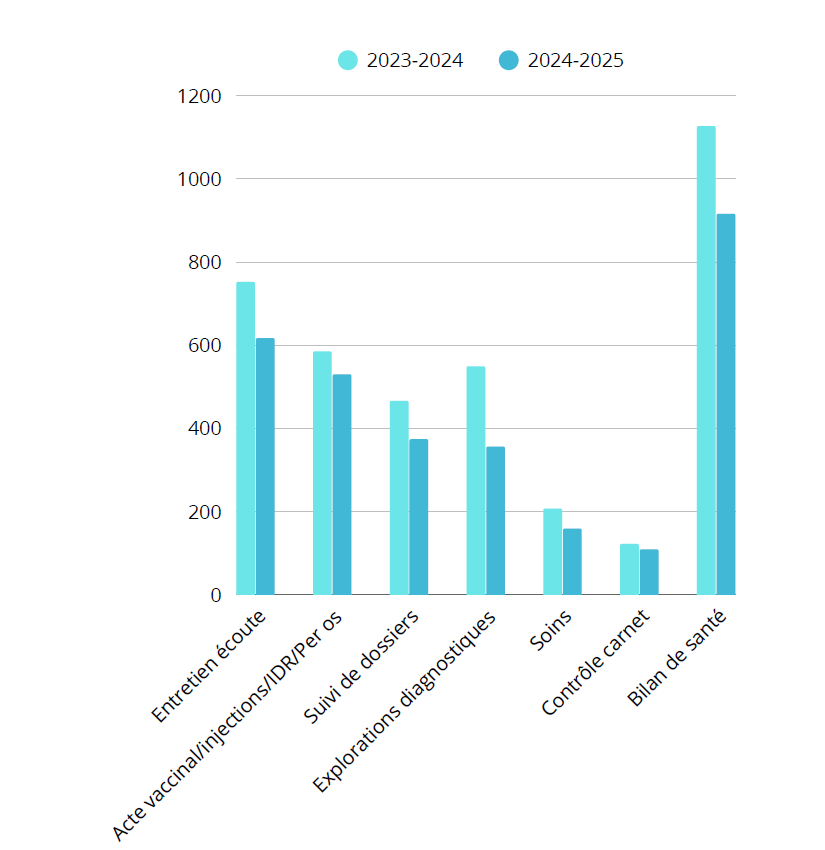 2023-2024 2024-2025
1200
1000
800
600
400
200
0
Entretien écoute
Acte vaccinal/injections/IDR/Per os
Suivi de dossiers
Explorations diagnostiques
Soins
Contrôle carnet
Bilan de santé